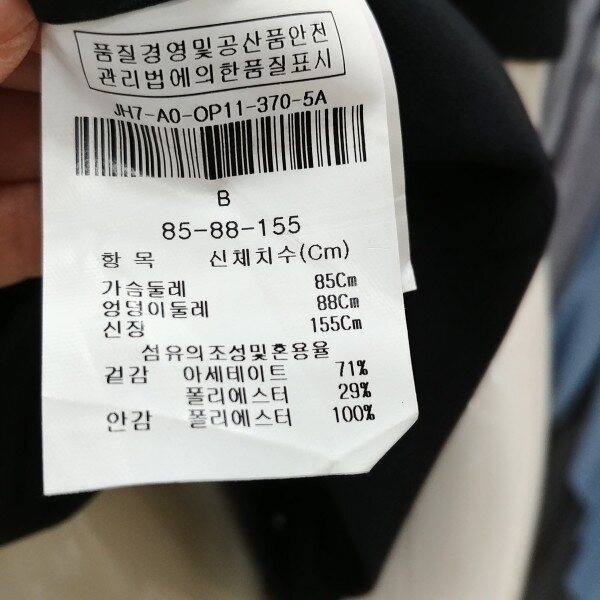 품질경영및공산품안전
관리법에의한품질표시
JH7-A0-OP11-370-5A
B
85-88-155
항 목 신체치수(Cm)
가슴둘레 85Cm
엉덩이둘레 88Cm
신장 155Cm
섬유의조성및혼용율
겉감 아세테이트 71%
폴리에스터 29%
안감 폴리에스터 100%